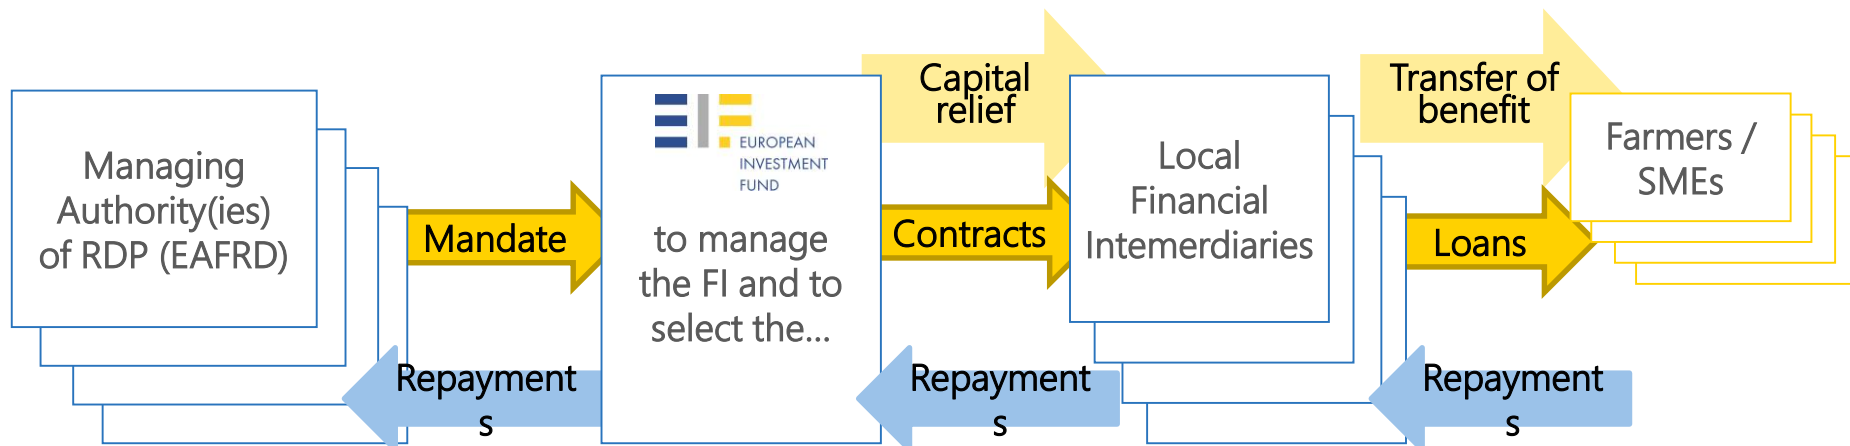 Managing
Authority(ies)
of RDP (EAFRD)
Mandate
EUROPEAN
INVESTMENT
FUND
to manage
the FI and to
select the...
Capital
relief
Contracts
Local
Financial
Intemerdiaries
Transfer of
benefit
Loans
Farmers /
SMEs
Repayment
s
Repayment
s
Repayment
s